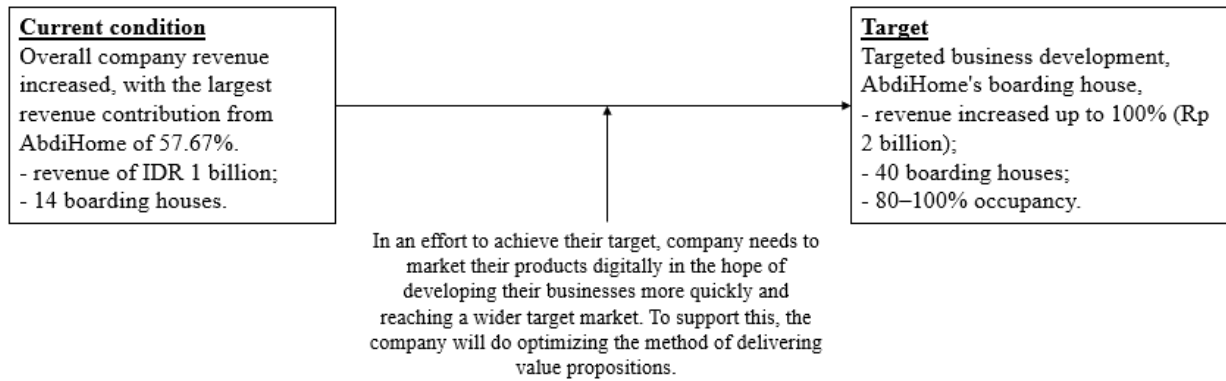 Current condition
Overall company revenue
increased, with the largest
revenue contribution from
AbdiHome of 57.67%.
- revenue of IDR 1 billion;
- 14 boarding houses.
Target
Targeted business development,
AbdiHome's boarding house,
- revenue increased up to 100% (Rp
2 billion);
- 40 boarding houses;
- 80–100% occupancy.
In an effort to achieve their target, company needs to
market their products digitally in the hope of
developing their businesses more quickly and
reaching a wider target market. To support this, the
company will do optimizing the method of delivering
value propositions.